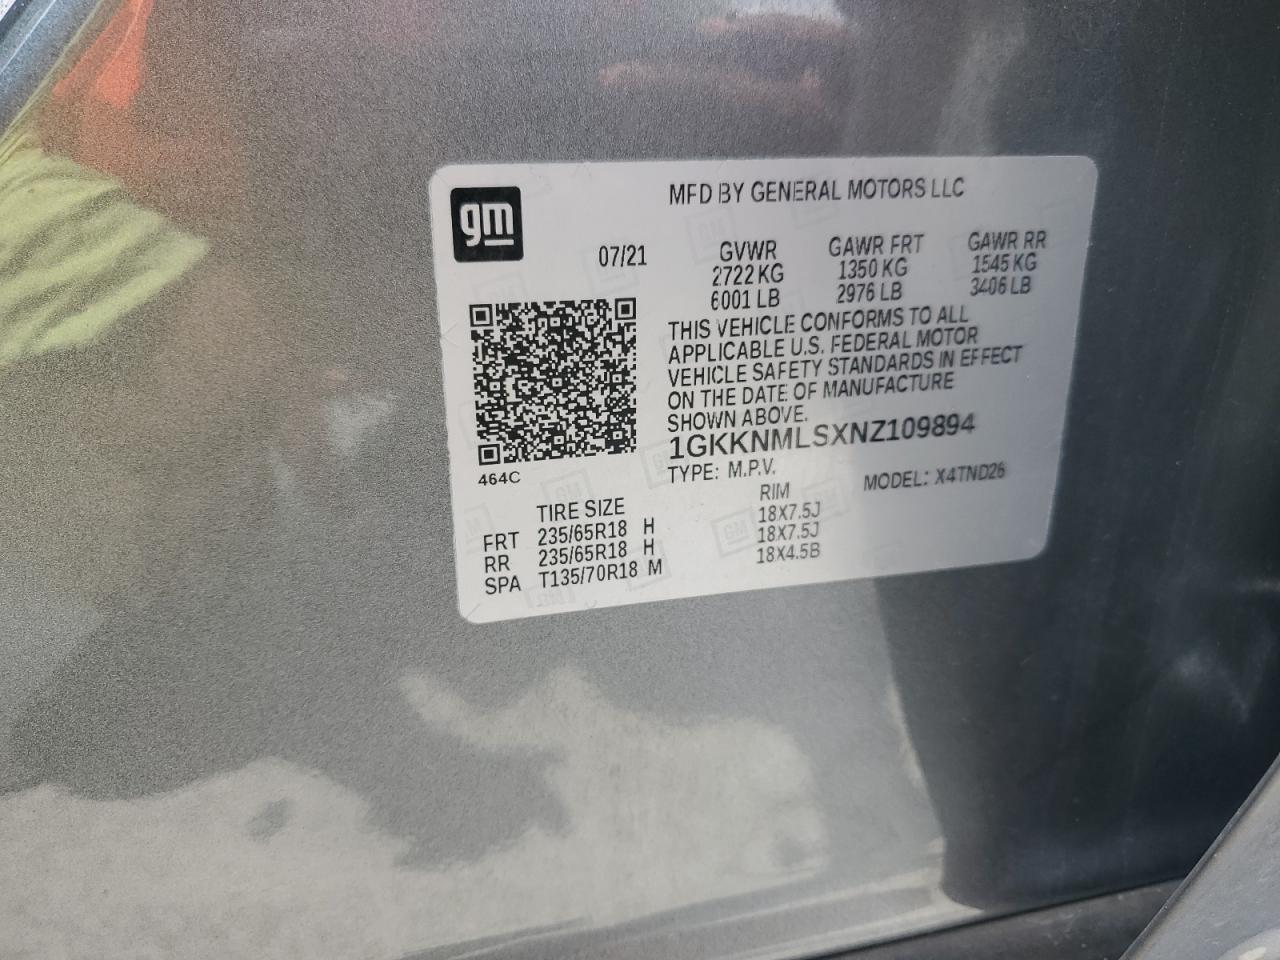 gm
MFD BY GENERAL MOTORS LLC
07/21 GVWR GAWR FRT GAWR RR
2722 KG 1350 KG 1545 KG
6001 LB 2976 LB 3406 LB
THIS VEHICLE CONFORMS TO ALL
APPLICABLE U.S. FEDERAL MOTOR
VEHICLE SAFETY STANDARDS IN EFFECT
ON THE DATE OF MANUFACTURE
SHOWN ABOVE.
1GKKNMLSXNZ109894
464C
TYPE: M.P.V. MODEL: X4TND26
TIRE SIZE RIM
FRT 235/65R18 H 18X7.5J
RR 235/65R18 H 18X7.5J
SPA T135/70R18 M 18X4.5B